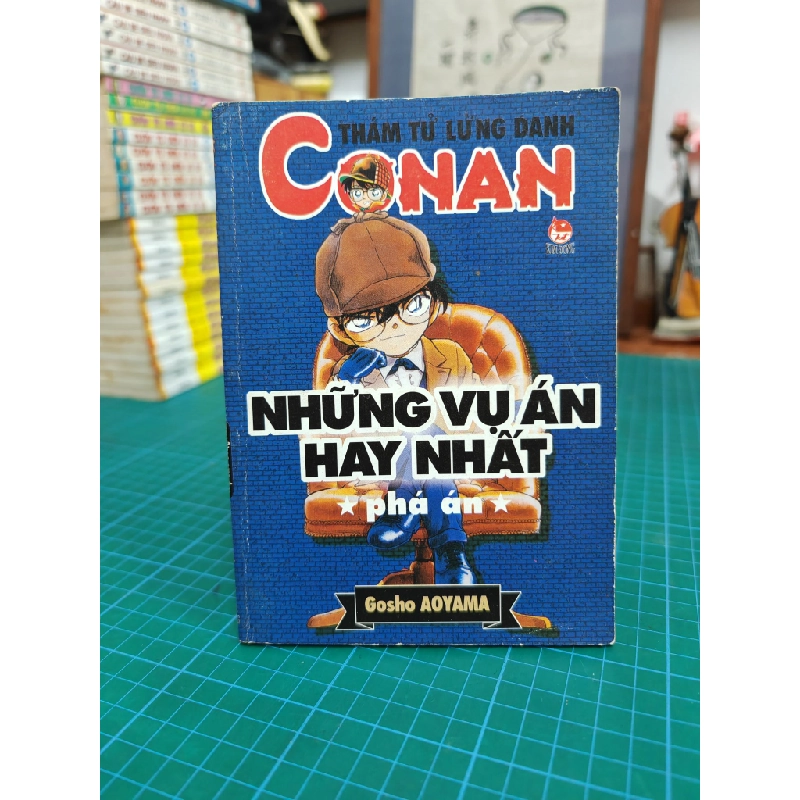 THÁM TỬ LỪNG DANH
CONAN
NHỮNG VỤ ÁN
HAY NHẤT
phá án
Gosho AOYAMA